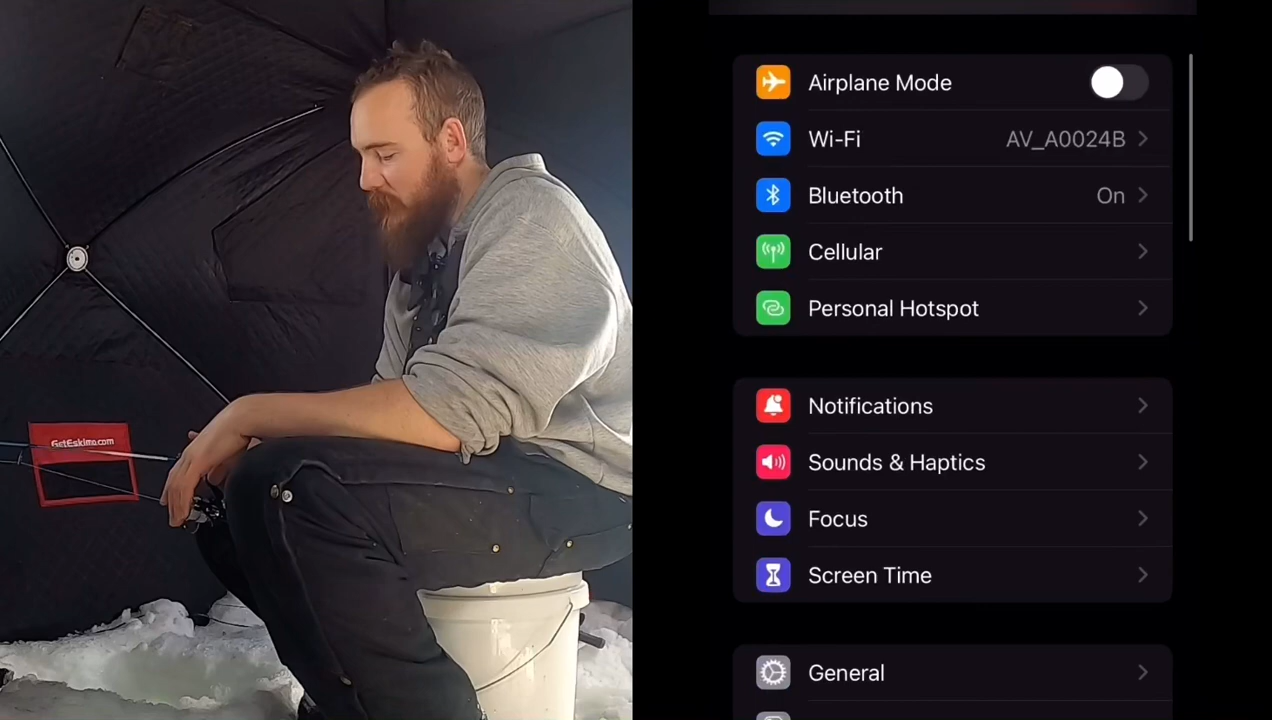 GetEskimo.com
Airplane Mode
Wi-Fi AV_A0024B
Bluetooth On
Cellular
Personal Hotspot
Notifications
Sounds & Haptics
Focus
Screen Time
General